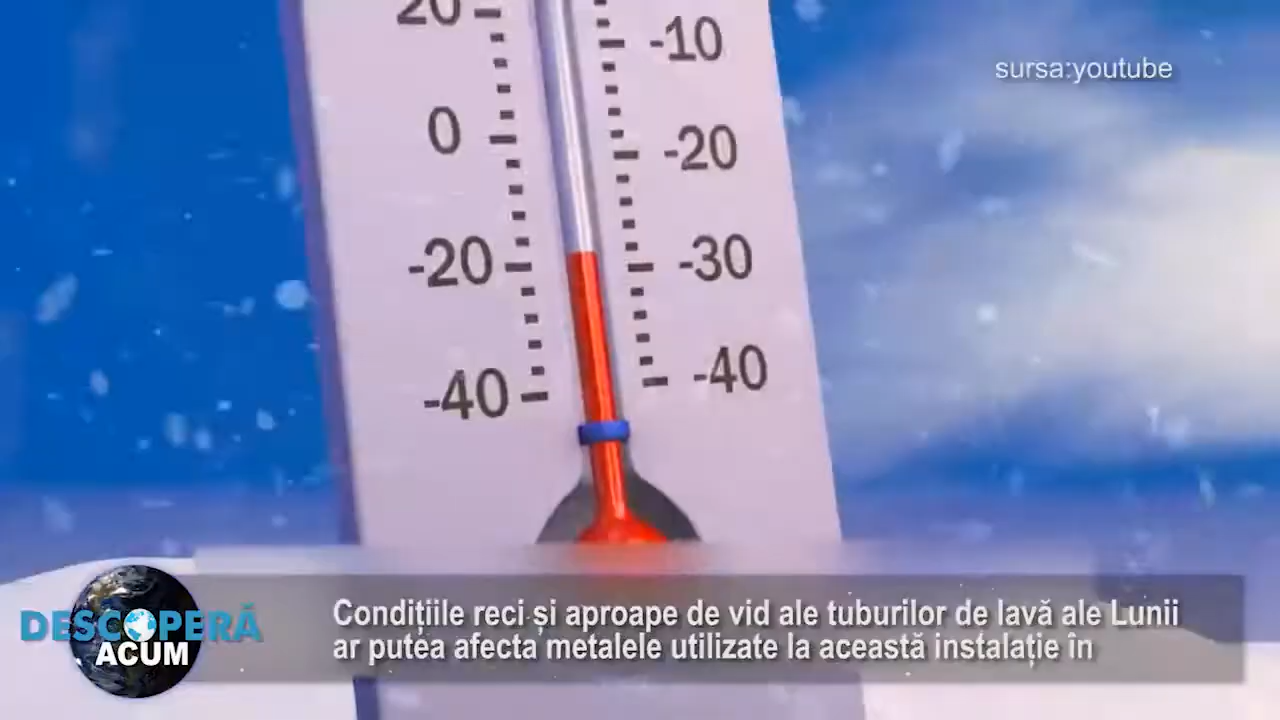 20
-10
sursa:youtube
0
-20
-20
-30
-40
-40
DESCOPERĂ
ACUM
Condițiile reci și aproape de vid ale tuburilor de lavă ale Lunii
ar putea afecta metalele utilizate la această instalație în